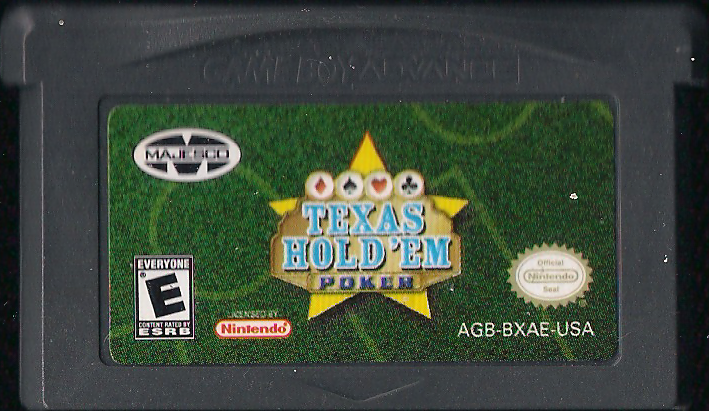 GAME BOY ADVANCE
MAJESCO
TEXAS
HOLD'EM
POKER
EVERYONE
E
CONTENT RATED BY
ESRB
LICENSED BY
Nintendo
Official
Nintendo
Seal
AGB-BXAE-USA